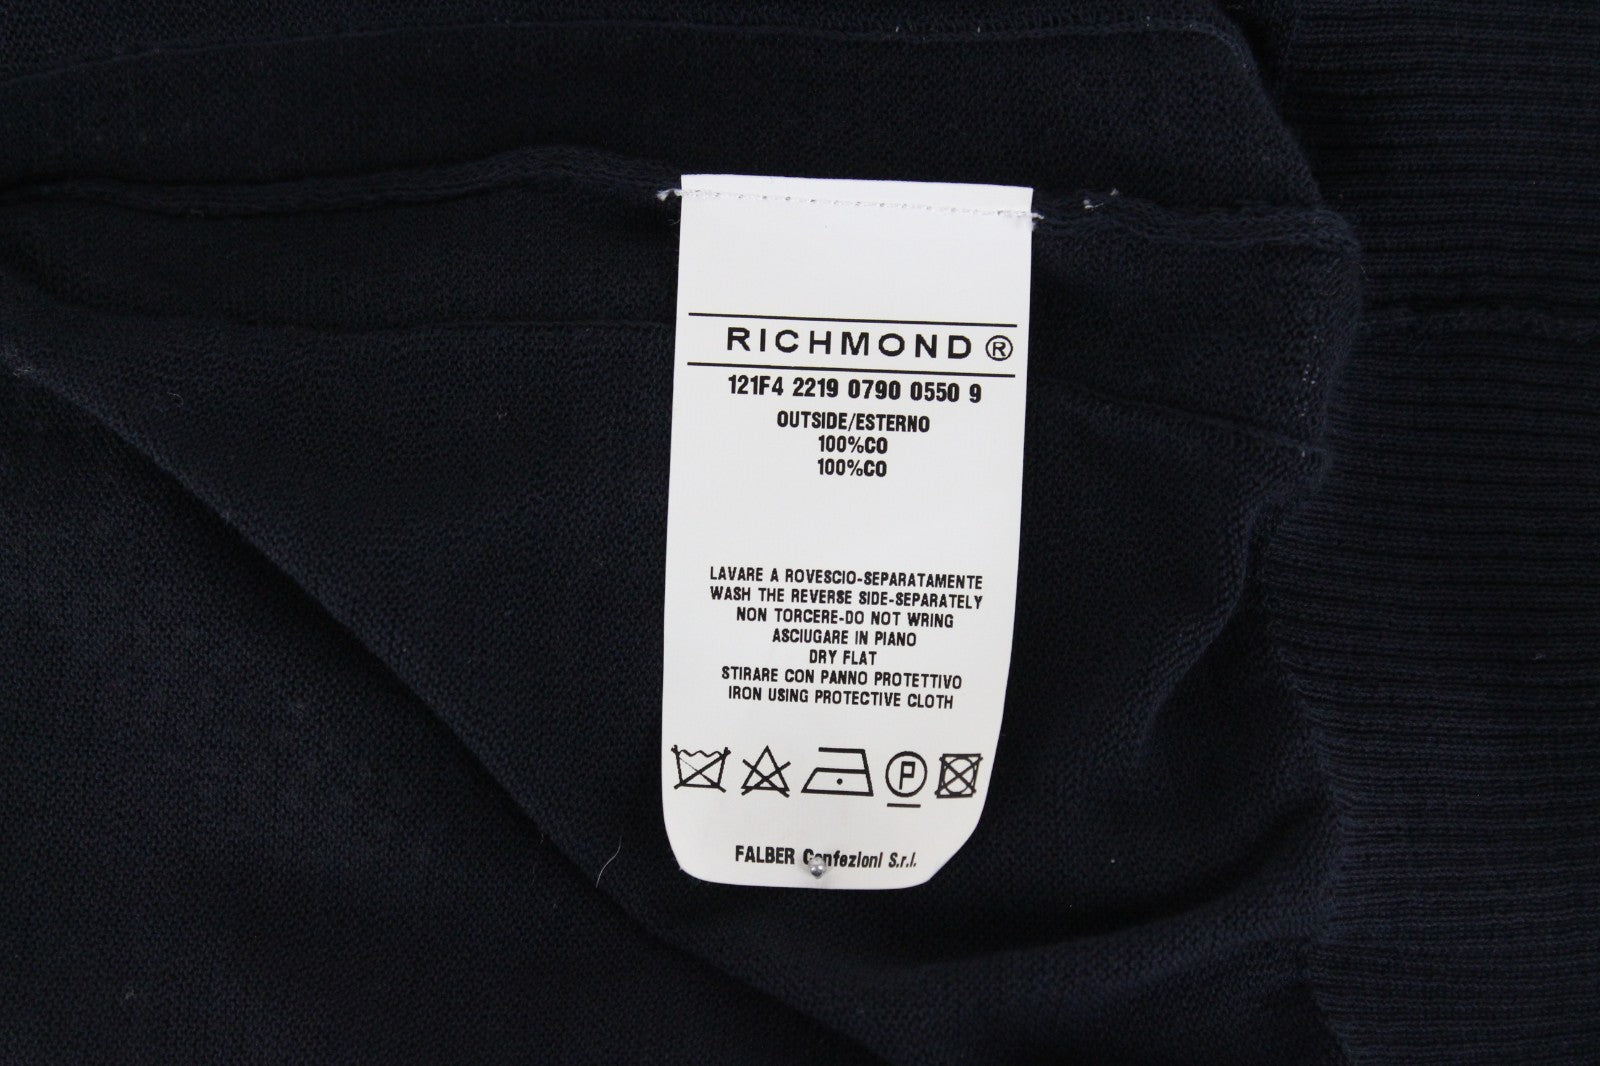 RICHMOND®
121F4 2219 0790 0550 9
OUTSIDE/ESTERNO
100%CO
100%CO
LAVARE A ROVESCIO-SEPARATAMENTE
WASH THE REVERSE SIDE-SEPARATELY
NON TORCERE-DO NOT WRING
ASCIUGARE IN PIANO
DRY FLAT
STIRARE CON PANNO PROTETTIVO
IRON USING PROTECTIVE CLOTH
P
FALBER Confezioni S.r.l.